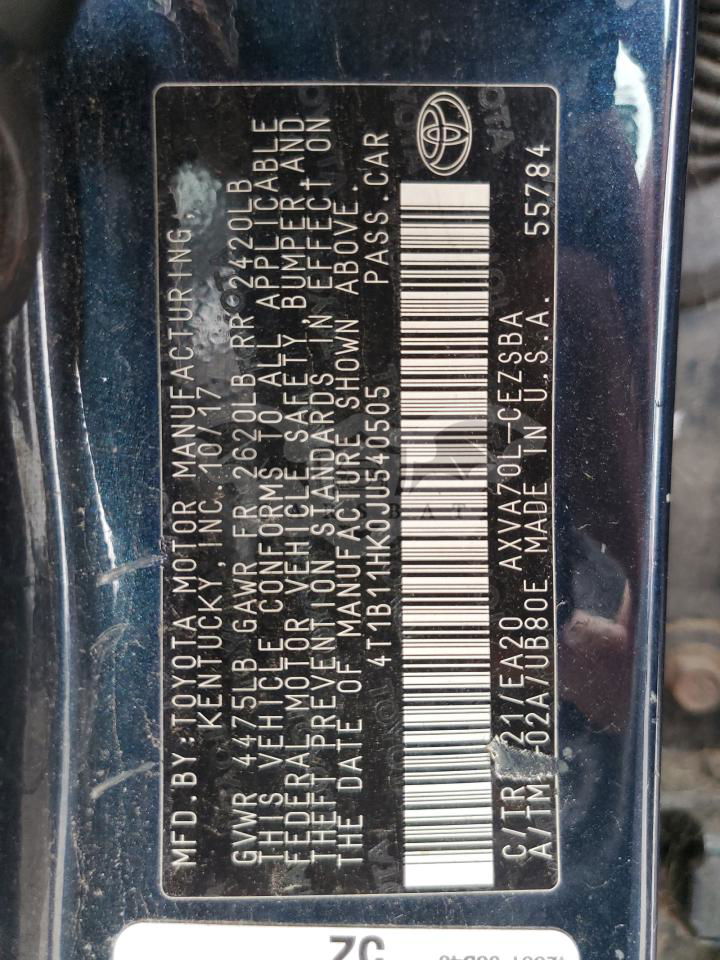 MFD.BY:TOYOTA MOTOR MANUFACTURING,
KENTUCKY,INC. 10/17
GVWR 4475LB GAWR FR 2620LB RR 2420LB
THIS VEHICLE CONFORMS TO ALL APPLICABLE
FEDERAL MOTOR VEHICLE SAFETY, BUMPER,AND
THEFT PREVENTION STANDARDS IN EFFECT ON
THE DATE OF MANUFACTURE SHOWN ABOVE.
4T1B11HK0JU540505 PASS.CAR
C/TR 21/EA20 AXVA70L-CEZSBA
A/TM -02A/UB80E MADE IN U.S.A. 55784
ZC